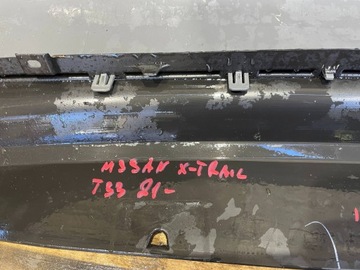 NISSAN X-TRAIL
T33 21-